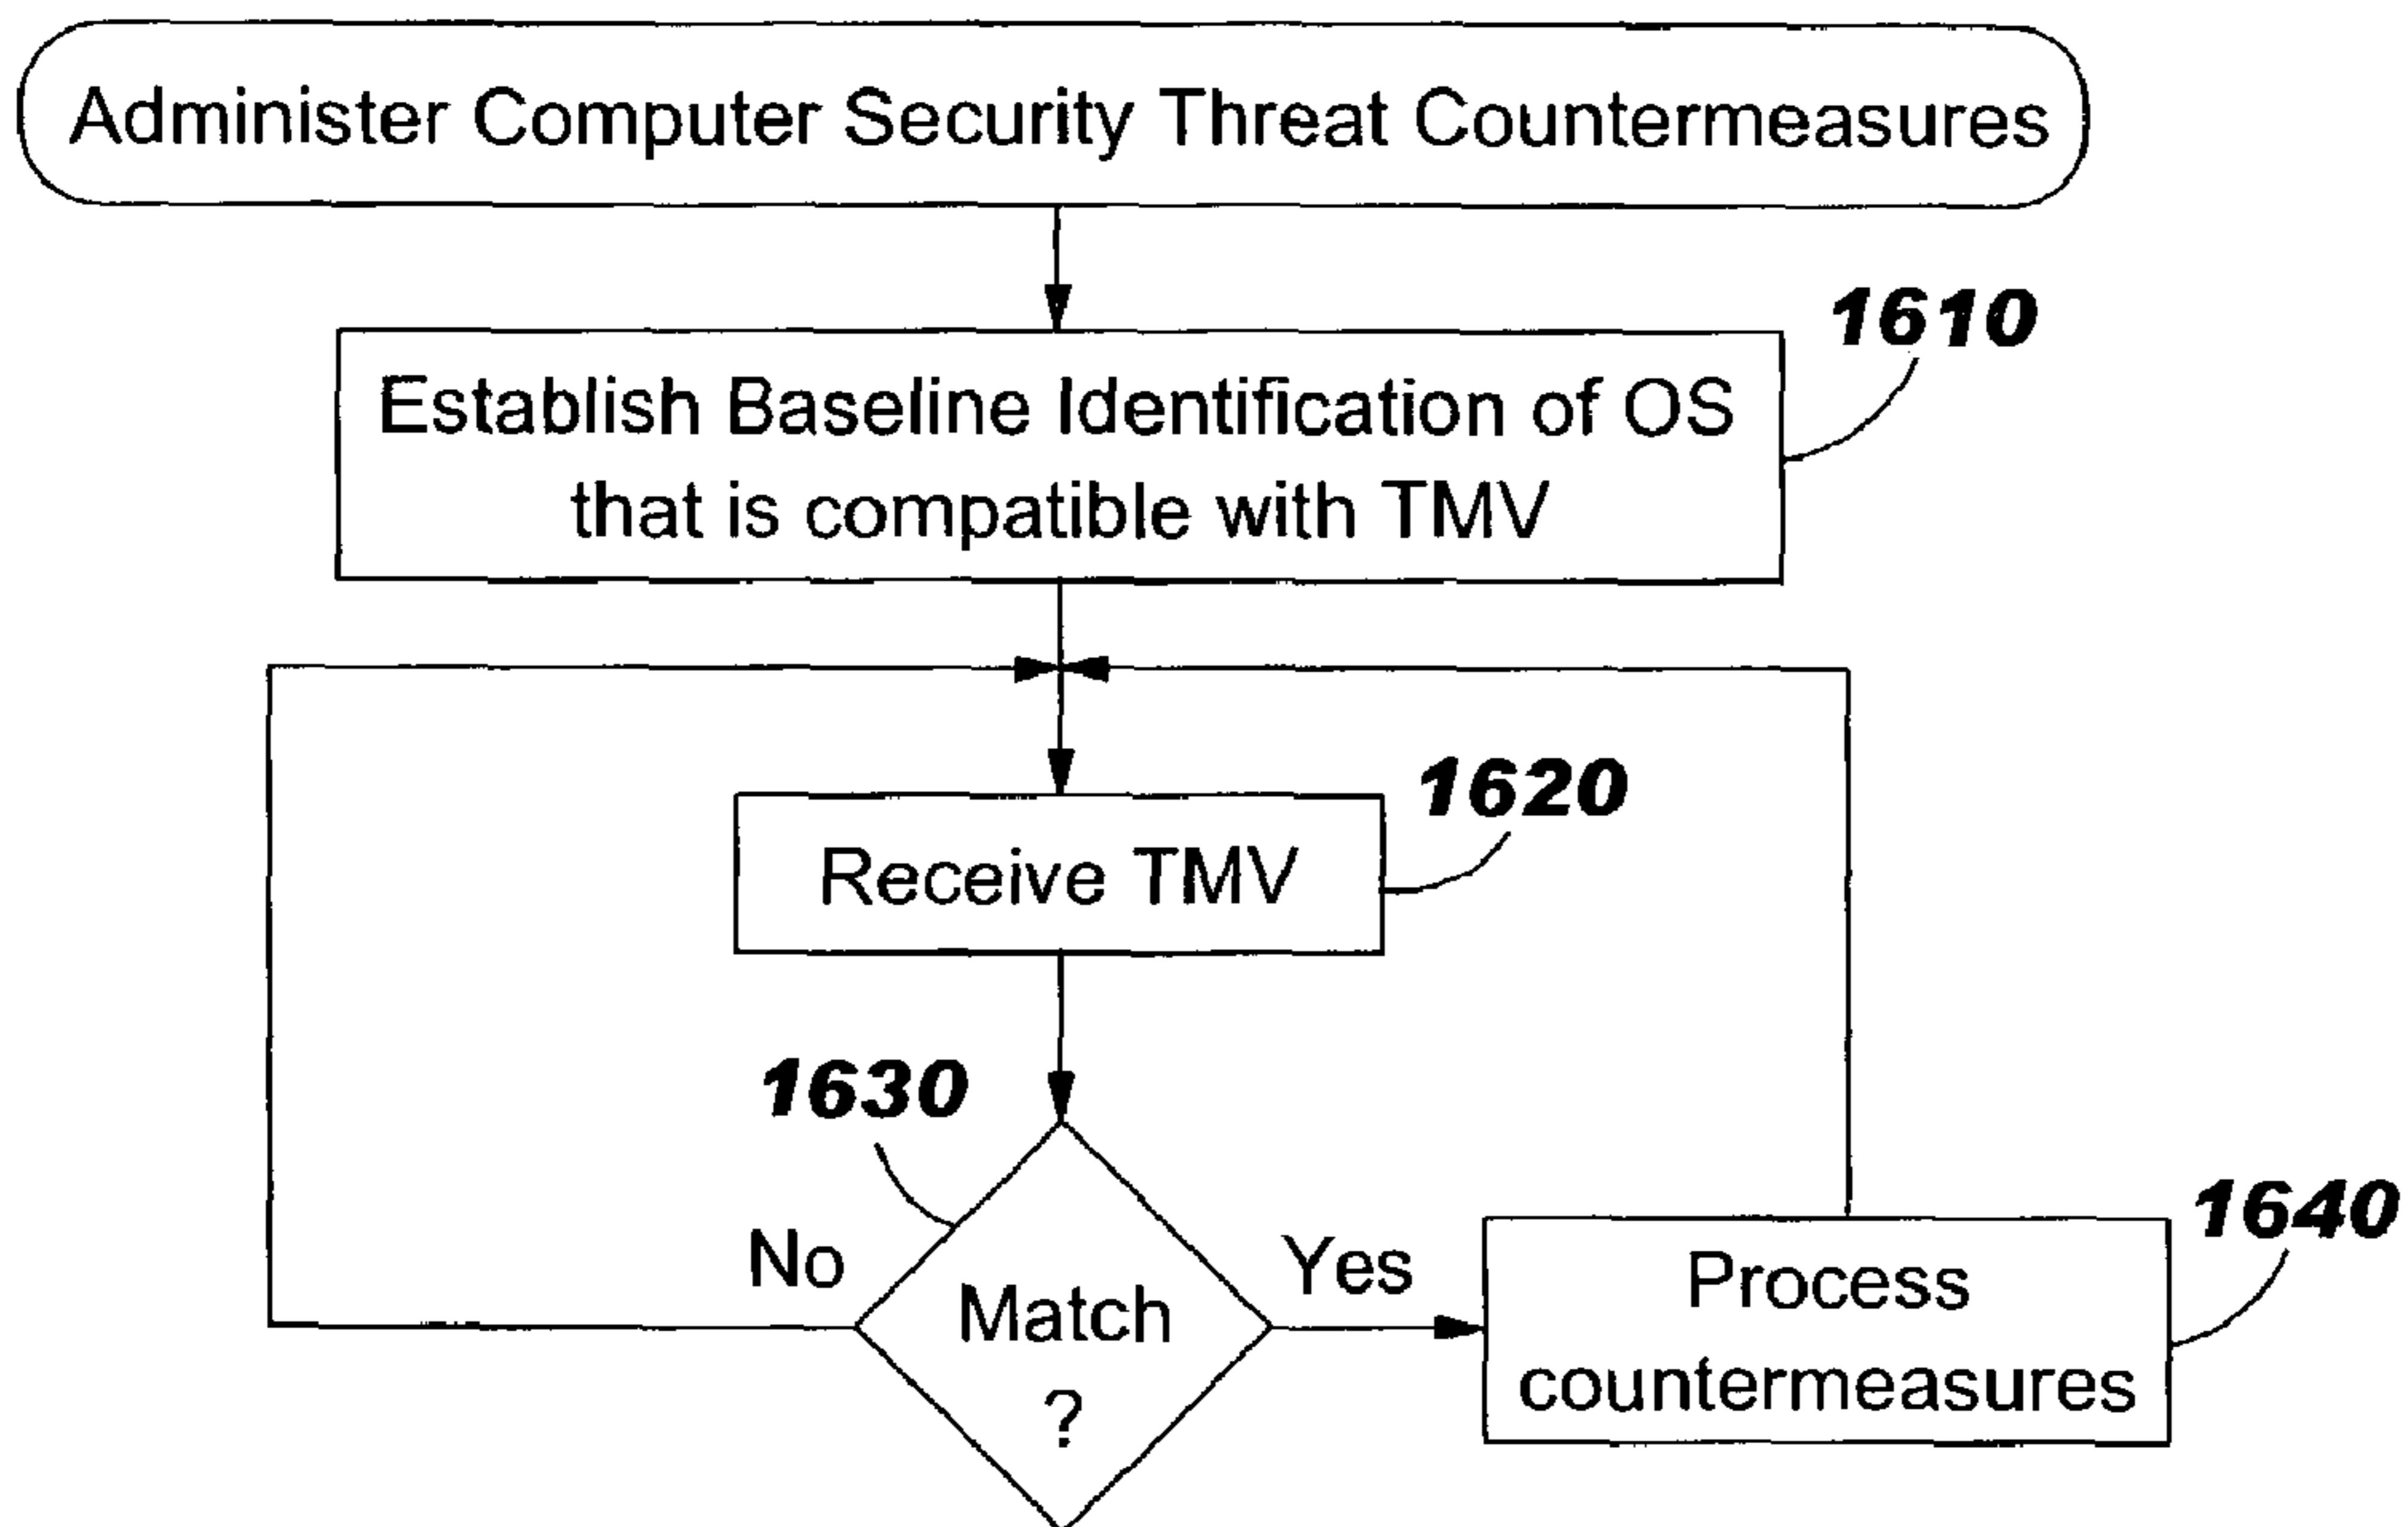 Administer Computer Security Threat Countermeasures
1610
Establish Baseline Identification of OS
that is compatible with TMV
1620
Receive TMV
1630
No
Yes
Match
?
1640
Process
countermeasures